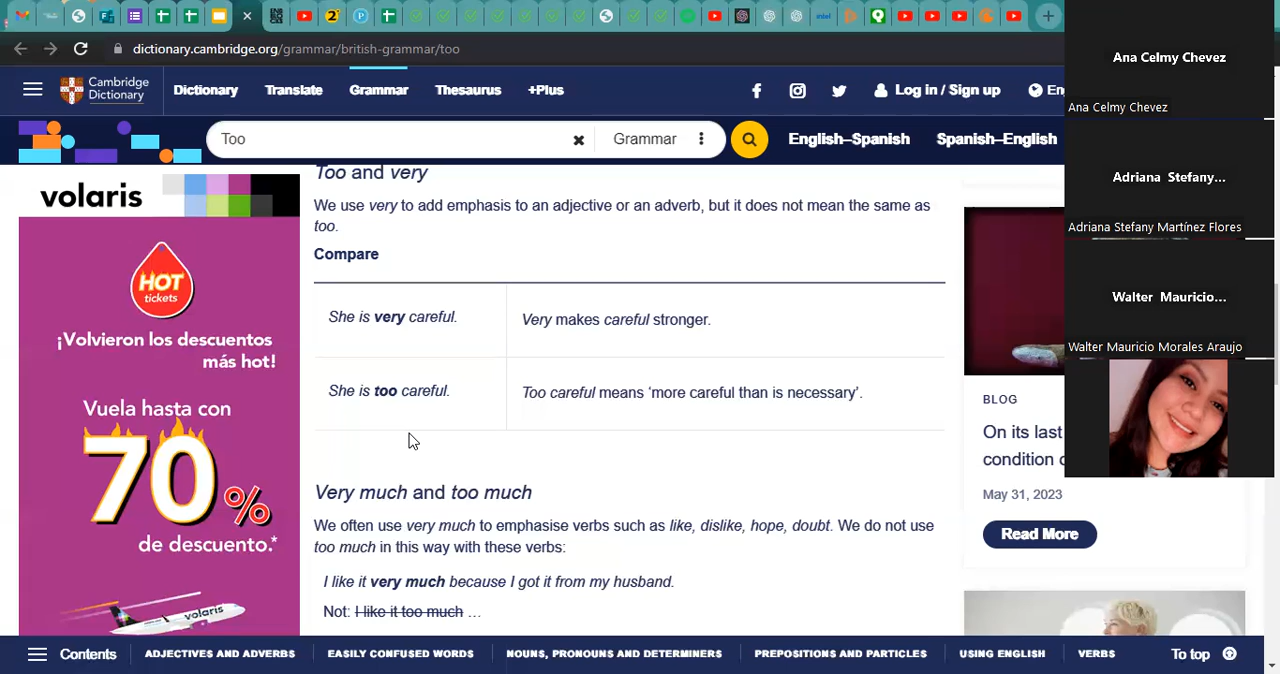 dictionary.cambridge.org/grammar/british-grammar/too
Cambridge
Dictionary
Dictionary
Translate
Grammar
Thesaurus
+Plus
Log in / Sign up
En
Too
Grammar
English–Spanish
Spanish–English
volaris
HOT
tickets
¡Volvieron los descuentos
más hot!
Vuela hasta con
70%
de descuento.*
volaris
Too and very
We use very to add emphasis to an adjective or an adverb, but it does not mean the same as
too.
Compare
She is very careful.
Very makes careful stronger.
She is too careful.
Too careful means ‘more careful than is necessary’.
Very much and too much
We often use very much to emphasise verbs such as like, dislike, hope, doubt. We do not use
too much in this way with these verbs:
I like it very much because I got it from my husband.
Not: I like it too much …
BLOG
On its last
condition
May 31, 2023
Read More
Ana Celmy Chevez
Ana Celmy Chevez
Adriana Stefany...
Adriana Stefany Martínez Flores
Walter Mauricio...
Walter Mauricio Morales Araujo
Contents
ADJECTIVES AND ADVERBS
EASILY CONFUSED WORDS
NOUNS, PRONOUNS AND DETERMINERS
PREPOSITIONS AND PARTICLES
USING ENGLISH
VERBS
To top